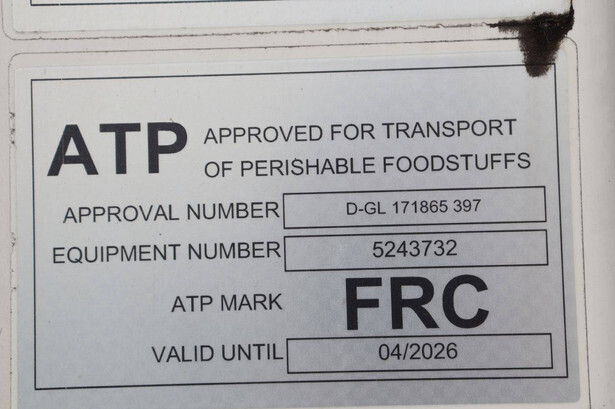 ATP APPROVED FOR TRANSPORT
OF PERISHABLE FOODSTUFFS
APPROVAL NUMBER D-GL 171865 397
EQUIPMENT NUMBER 5243732
ATP MARK FRC
VALID UNTIL 04/2026